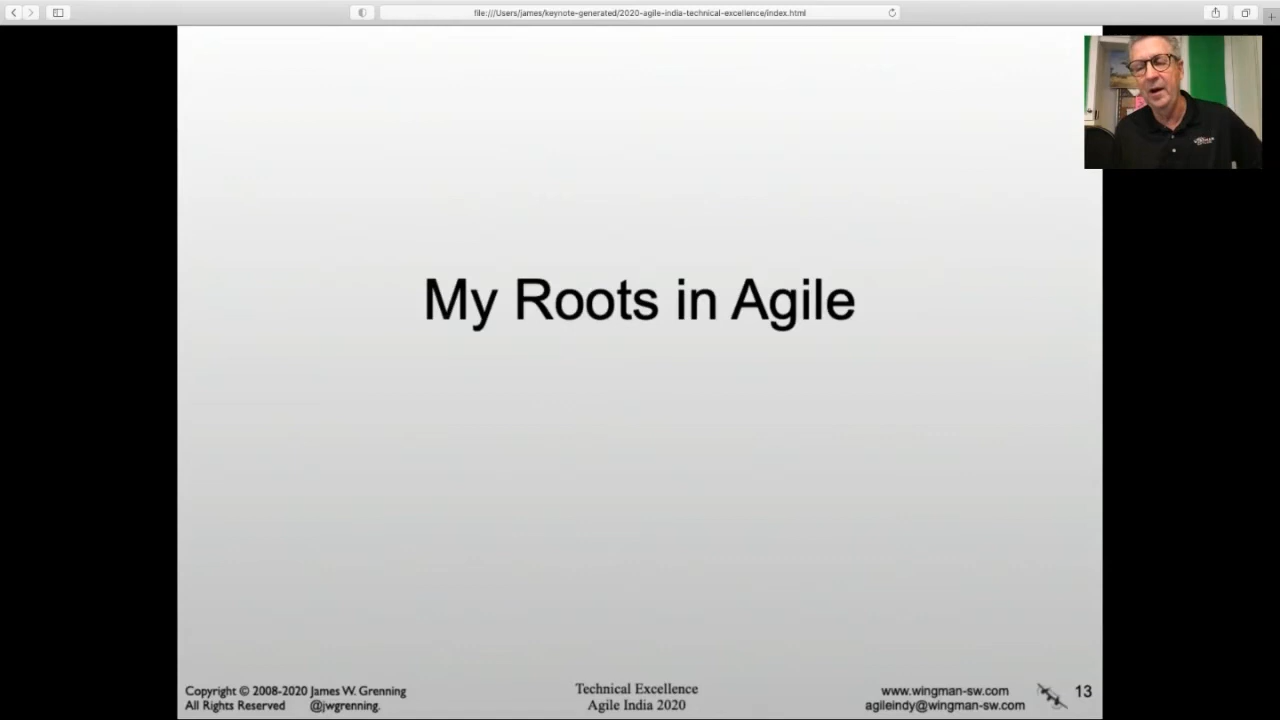 file:///Users/james/keynote-generated/2020-agile-india-technical-excellence/index.html
My Roots in Agile
Copyright © 2008-2020 James W. Grenning
All Rights Reserved @jwgrenning.
Technical Excellence
Agile India 2020
www.wingman-sw.com
agileindy@wingman-sw.com
13